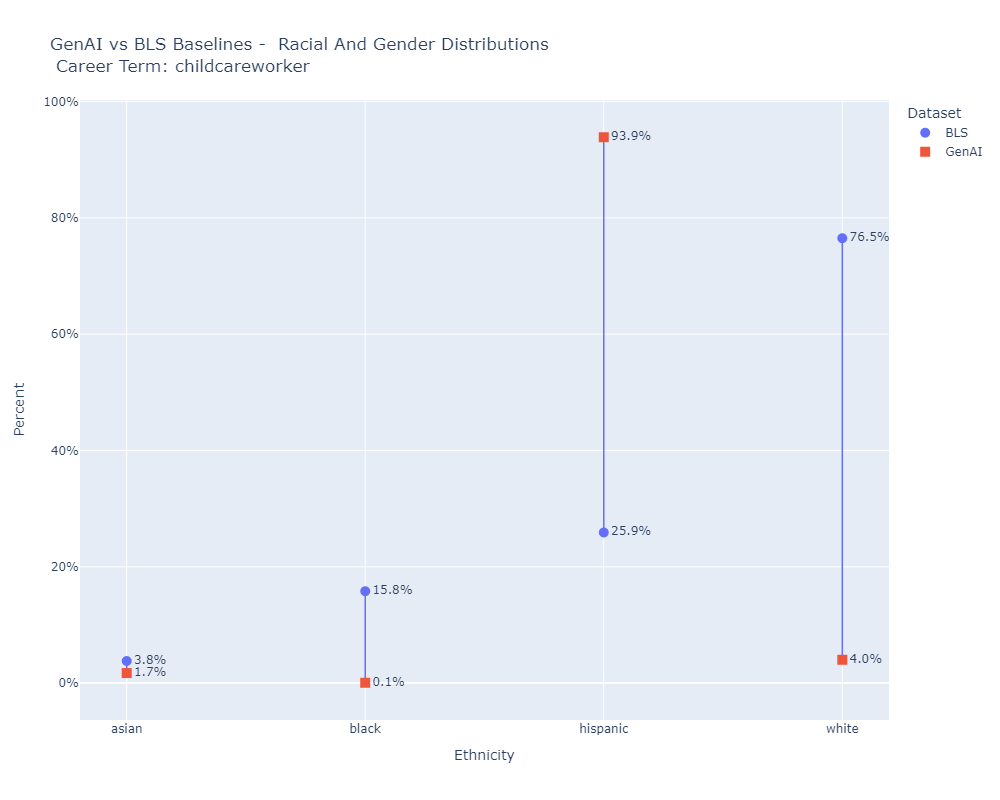 GenAI vs BLS Baselines -  Racial And Gender Distributions
Career Term: childcareworker
Dataset
BLS
GenAI
Percent
100%
80%
60%
40%
20%
0%
93.9%
76.5%
25.9%
15.8%
3.8%
1.7%
0.1%
4.0%
asian
black
hispanic
white
Ethnicity